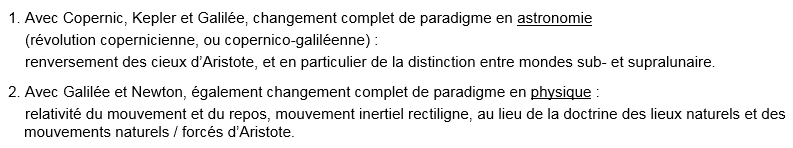 1. Avec Copernic, Kepler et Galilée, changement complet de paradigme en astronomie
(révolution copernicienne, ou copernico-galiléenne) :
renversement des cieux d’Aristote, et en particulier de la distinction entre mondes sub- et supralunaire.
2. Avec Galilée et Newton, également changement complet de paradigme en physique :
relativité du mouvement et du repos, mouvement inertiel rectiligne, au lieu de la doctrine des lieux naturels et des
mouvements naturels / forcés d’Aristote.